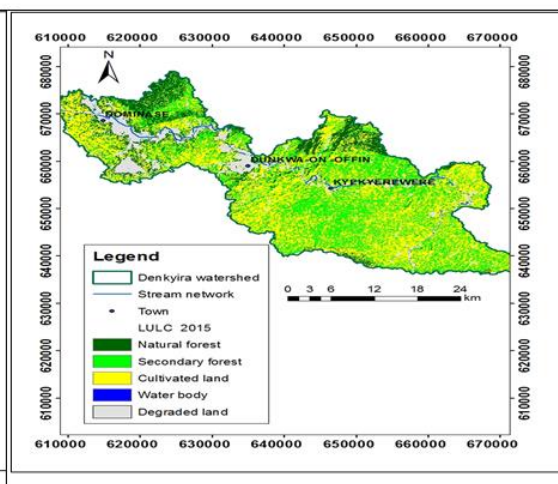 610000 620000 630000 640000 650000 660000 670000
N
680000 680000
670000 670000
DOMINASE
660000 660000
DUNKWA-ON-OFFIN
KYEKYEREWERE
650000 650000
640000 640000
Legend
Denkyira watershed
Stream network
Town
LULC 2015
Natural forest
Secondary forest
Cultivated land
Water body
Degraded land
0 3 6 12 18 24
km
630000 630000
620000 620000
610000 610000
610000 620000 630000 640000 650000 660000 670000